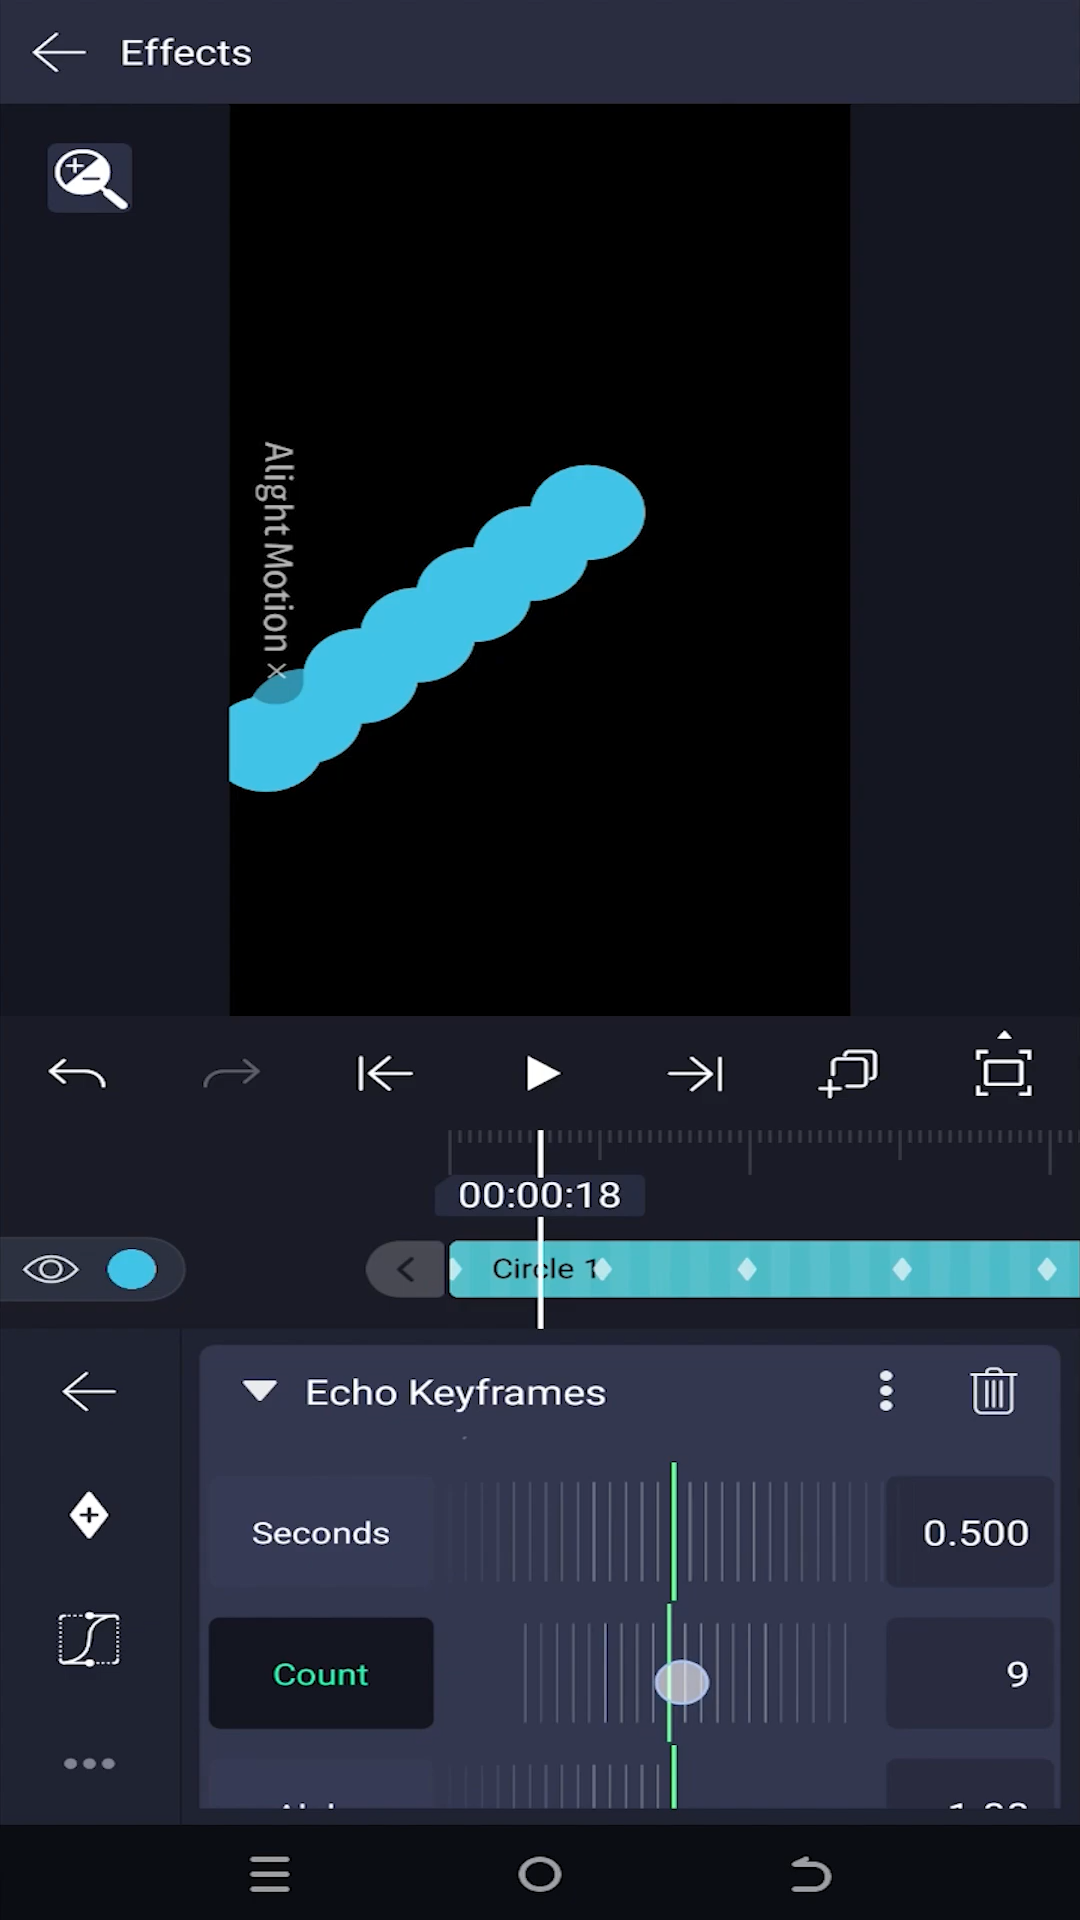 Effects
Alight Motion ×
00:00:18
Circle 1
Echo Keyframes
Seconds
0.500
Count
9